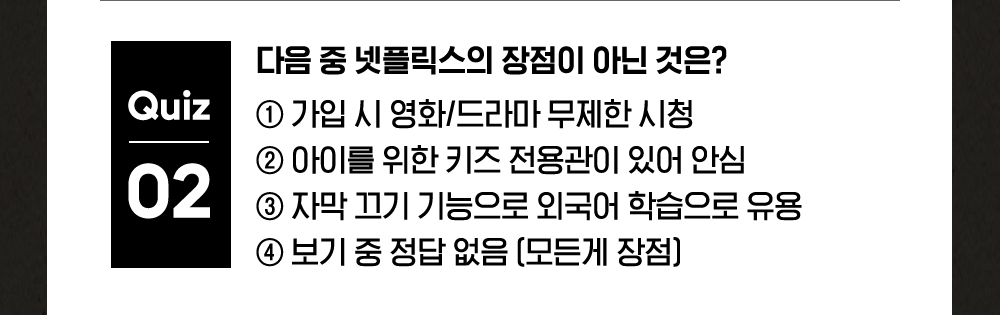 Quiz
02
다음 중 넷플릭스의 장점이 아닌 것은?
① 가입 시 영화/드라마 무제한 시청
② 아이를 위한 키즈 전용관이 있어 안심
③ 자막 끄기 기능으로 외국어 학습으로 유용
④ 보기 중 정답 없음 (모든게 장점)